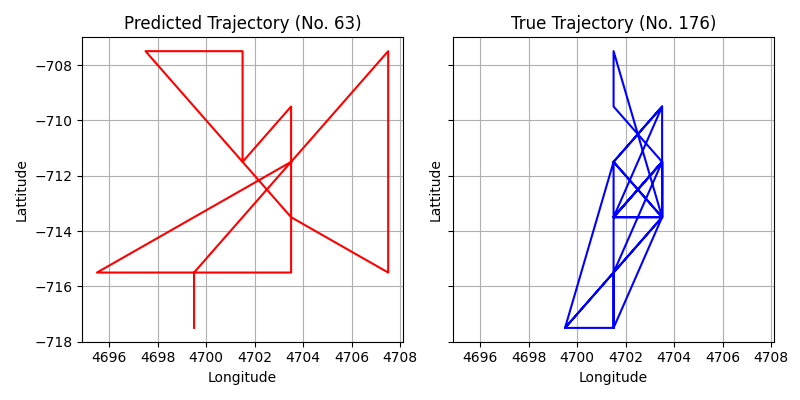 Predicted Trajectory (No. 63)
True Trajectory (No. 176)
Lattitude
−708
−710
−712
−714
−716
−718
4696 4698 4700 4702 4704 4706 4708
Longitude
Lattitude
4696 4698 4700 4702 4704 4706 4708
Longitude